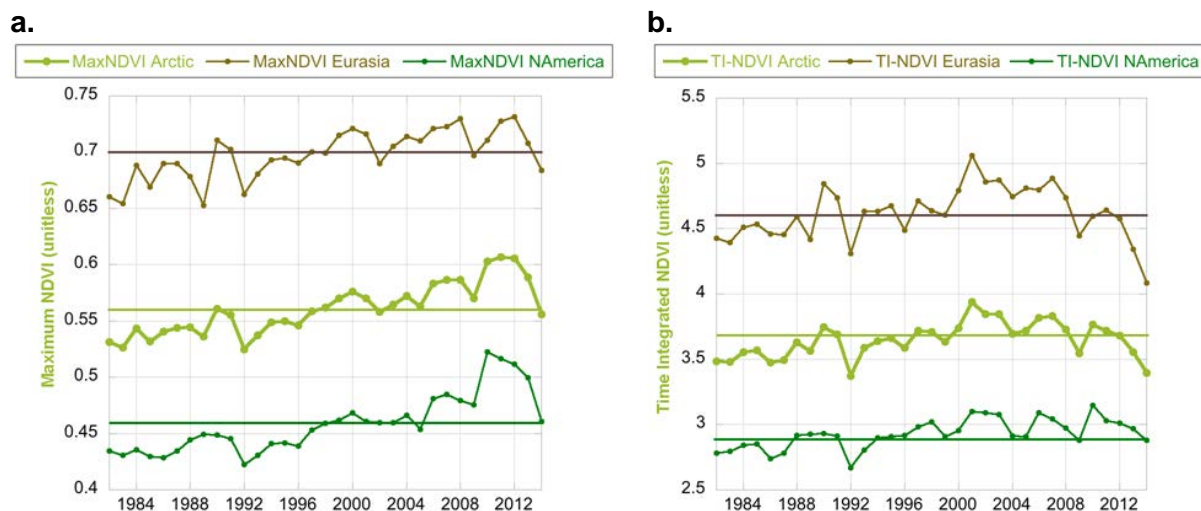 a.
MaxNDVI Arctic MaxNDVI Eurasia MaxNDVI NAmerica
Maximum NDVI (unitless)
0.75
0.7
0.65
0.6
0.55
0.5
0.45
0.4
1984 1988 1992 1996 2000 2004 2008 2012
b.
TI-NDVI Arctic TI-NDVI Eurasia TI-NDVI NAmerica
Time Integrated NDVI (unitless)
5.5
5
4.5
4
3.5
3
2.5
1984 1988 1992 1996 2000 2004 2008 2012